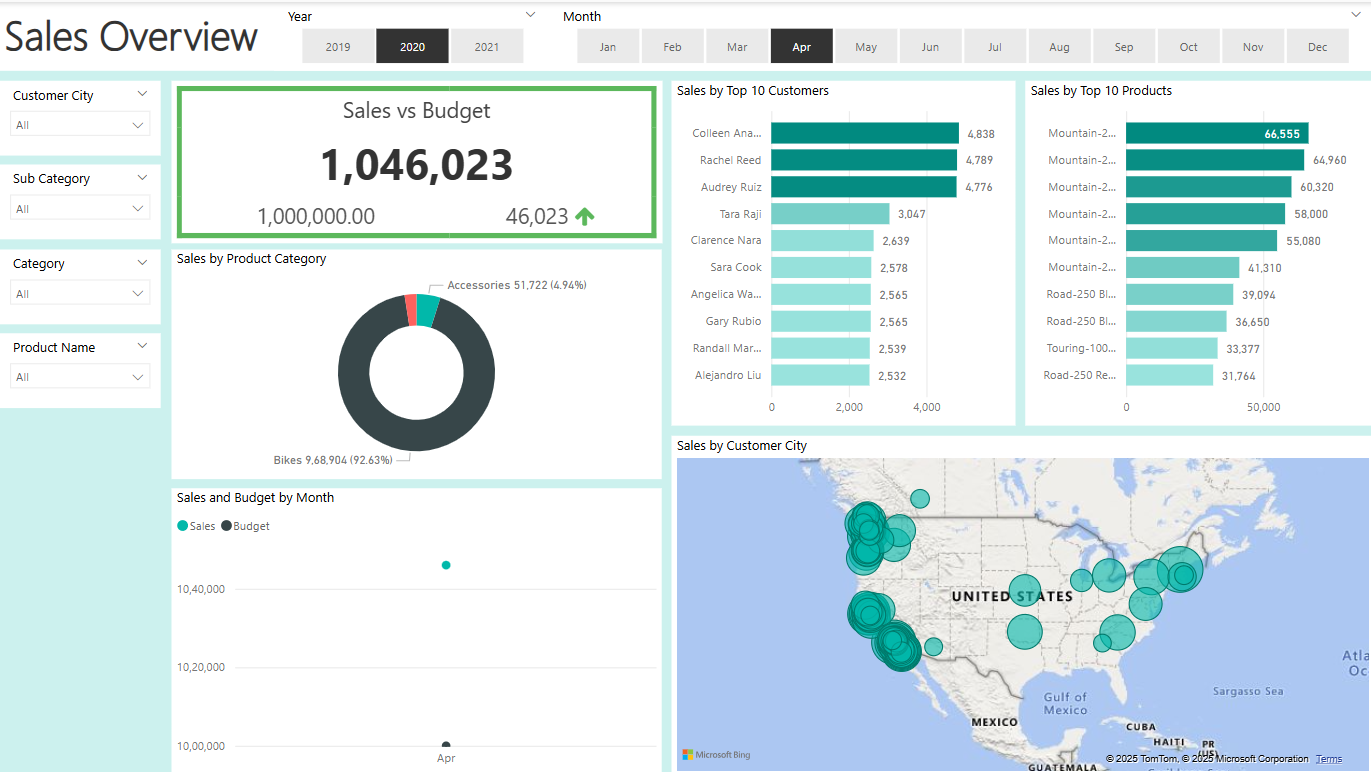 Sales Overview
Year
2019 2020 2021
Month
Jan Feb Mar Apr May Jun Jul Aug Sep Oct Nov Dec
Customer City
All
Sub Category
All
Category
All
Product Name
All
Sales vs Budget
1,046,023
1,000,000.00 46,023
Sales by Product Category
Accessories 51,722 (4.94%)
Bikes 9,68,904 (92.63%)
Sales and Budget by Month
Sales Budget
10,40,000
10,20,000
10,00,000
Apr
Sales by Top 10 Customers
Colleen Ana... 4,838
Rachel Reed 4,789
Audrey Ruiz 4,776
Tara Raji 3,047
Clarence Nara 2,639
Sara Cook 2,578
Angelica Wa... 2,565
Gary Rubio 2,565
Randall Mar... 2,539
Alejandro Liu 2,532
0 2,000 4,000
Sales by Top 10 Products
Mountain-2... 66,555
Mountain-2... 64,960
Mountain-2... 60,320
Mountain-2... 58,000
Mountain-2... 55,080
Mountain-2... 41,310
Road-250 Bl... 39,094
Road-250 Bl... 36,650
Touring-100... 33,377
Road-250 Re... 31,764
0 50,000
Sales by Customer City
UNITED STATES
Atla
Oc
Sargasso Sea
Gulf of
Mexico
MEXICO
CUBA
HAITI
PR
(US)
GUATEMALA
Microsoft Bing
© 2025 TomTom, © 2025 Microsoft Corporation Terms